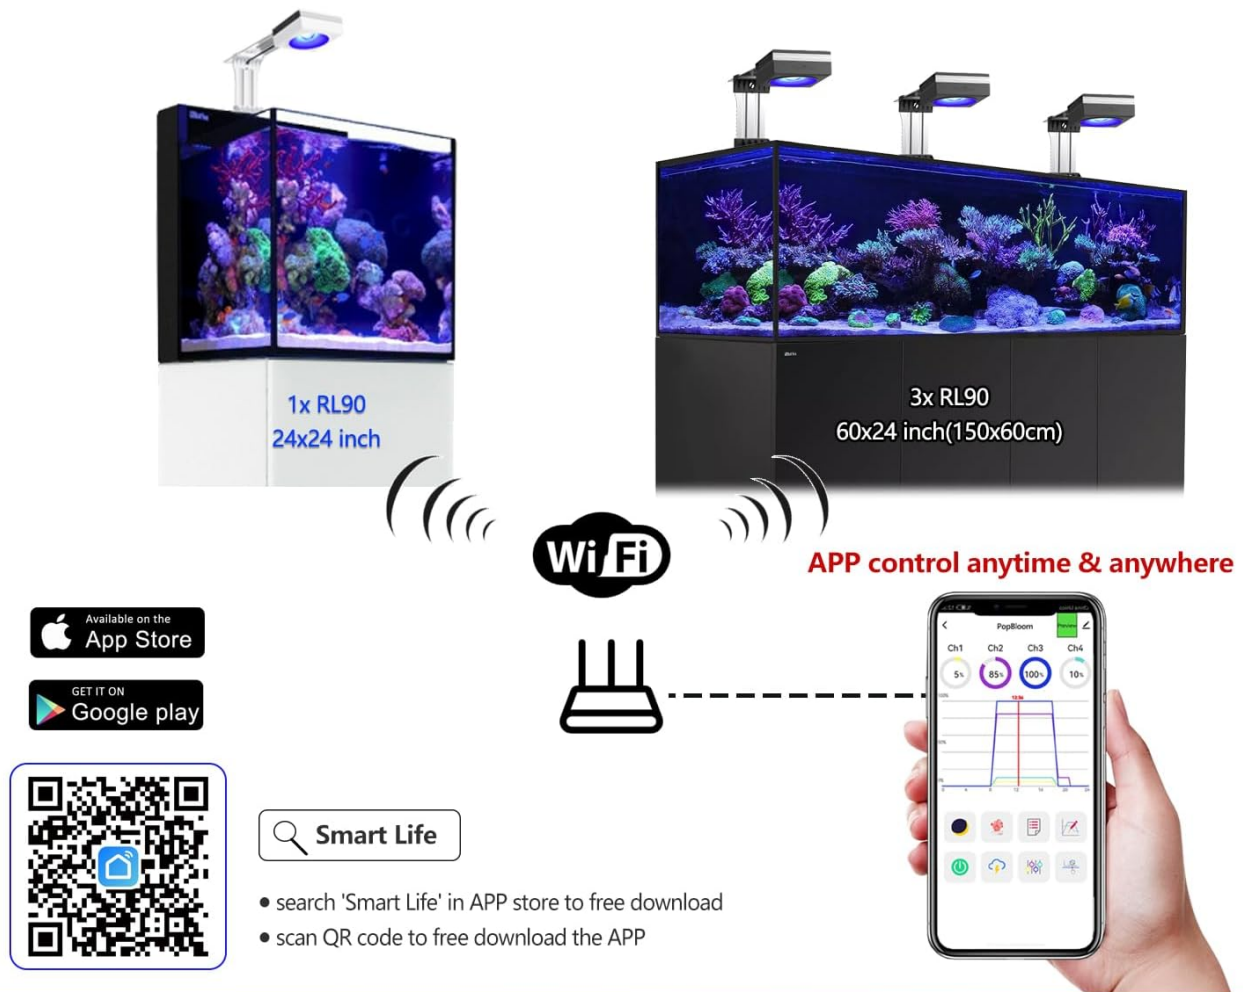 1x RL90
24x24 inch
3x RL90
60x24 inch(150x60cm)
Wi Fi
APP control anytime & anywhere
Available on the
App Store
GET IT ON
Google play
PopBloom
Preview
Ch1 Ch2 Ch3 Ch4
5% 85% 100% 10%
Smart Life
• search 'Smart Life' in APP store to free download
• scan QR code to free download the APP